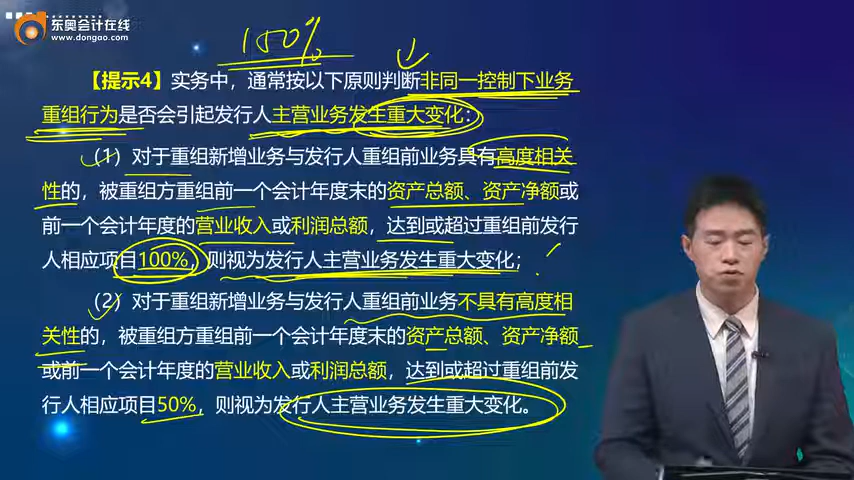 东奥会计在线
www.dongao.com
150%
【提示4】实务中，通常按以下原则判断非同一控制下业务
重组行为是否会引起发行人主营业务发生重大变化：
（1）对于重组新增业务与发行人重组前业务具有高度相关
性的，被重组方重组前一个会计年度末的资产总额、资产净额或
前一个会计年度的营业收入或利润总额，达到或超过重组前发行
人相应项目100%，则视为发行人主营业务发生重大变化；
（2）对于重组新增业务与发行人重组前业务不具有高度相
关性的，被重组方重组前一个会计年度末的资产总额、资产净额
或前一个会计年度的营业收入或利润总额，达到或超过重组前发
行人相应项目50%，则视为发行人主营业务发生重大变化。